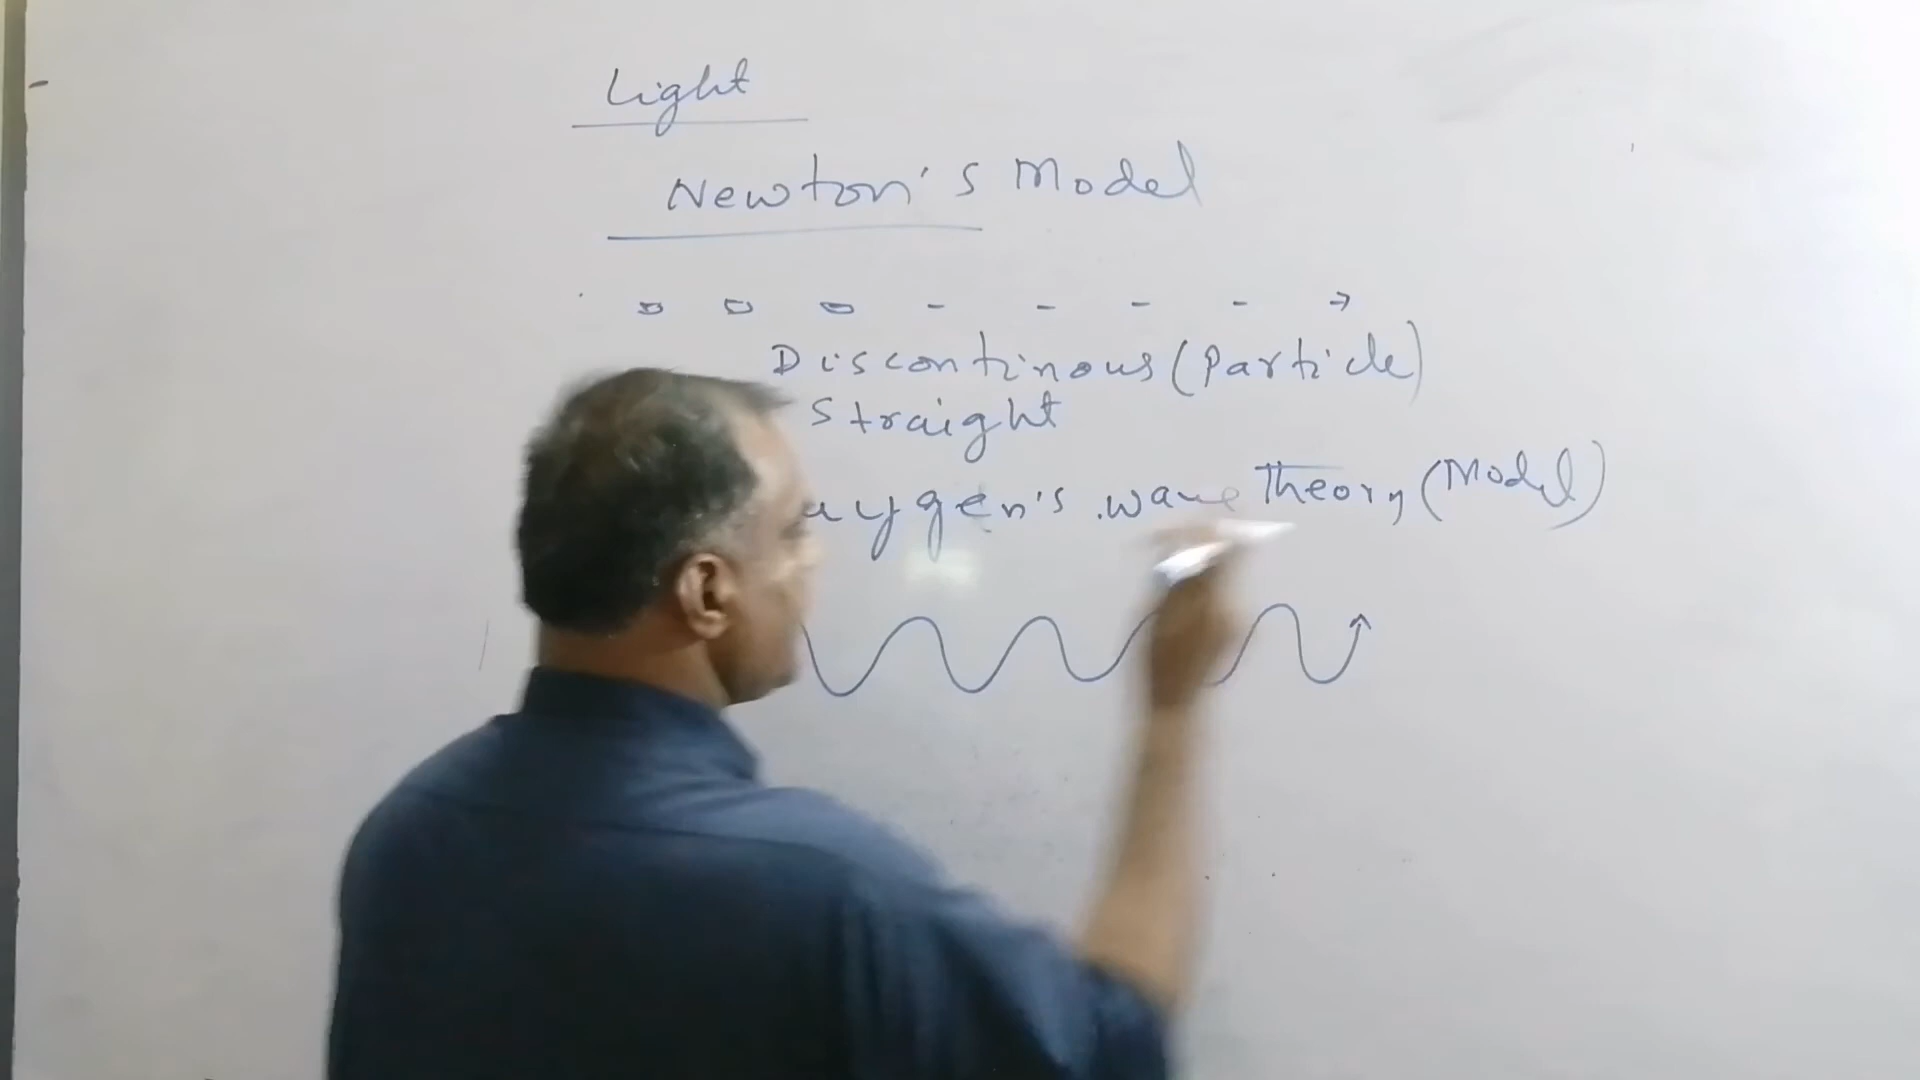 Light
Newton's Model
Discontinous (Particle)
Straight
uygen's wave Theory (Model)